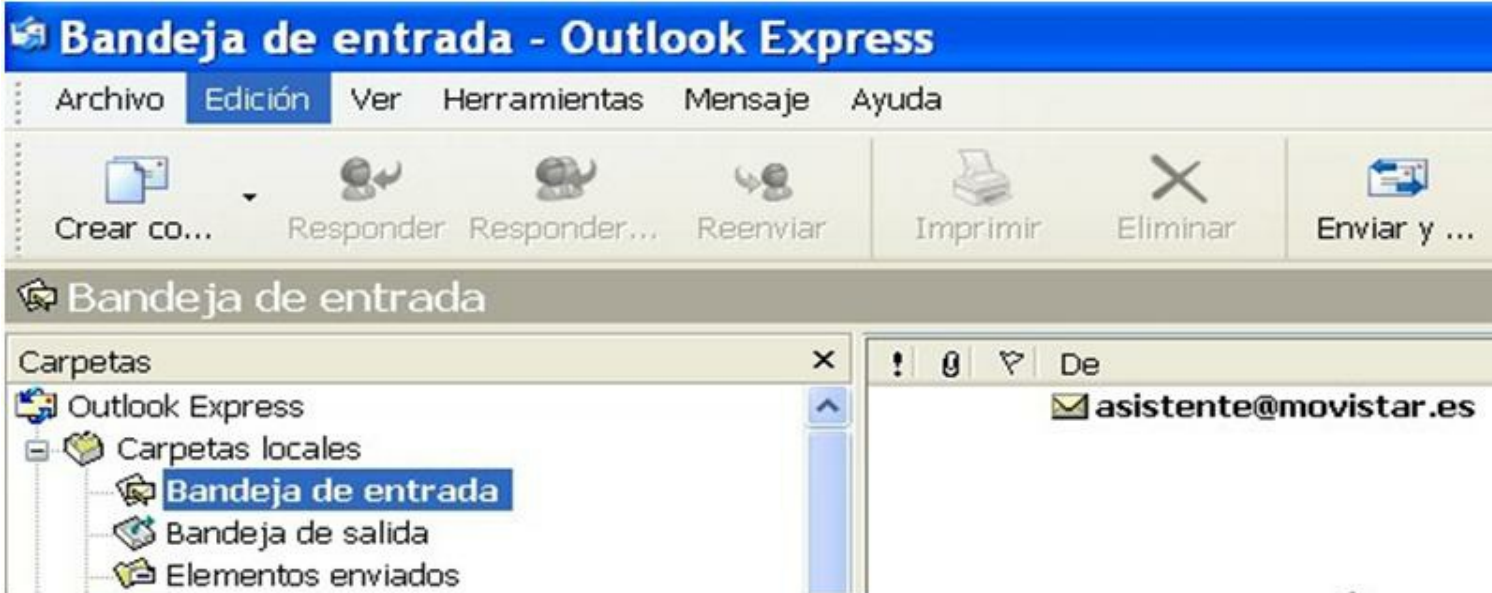 Bandeja de entrada - Outlook Express
Archivo Edición Ver Herramientas Mensaje Ayuda
Crear co... Responder Responder... Reenviar Imprimir Eliminar Enviar y ...
Bandeja de entrada
Carpetas
! De
Outlook Express
asistente@movistar.es
Carpetas locales
Bandeja de entrada
Bandeja de salida
Elementos enviados